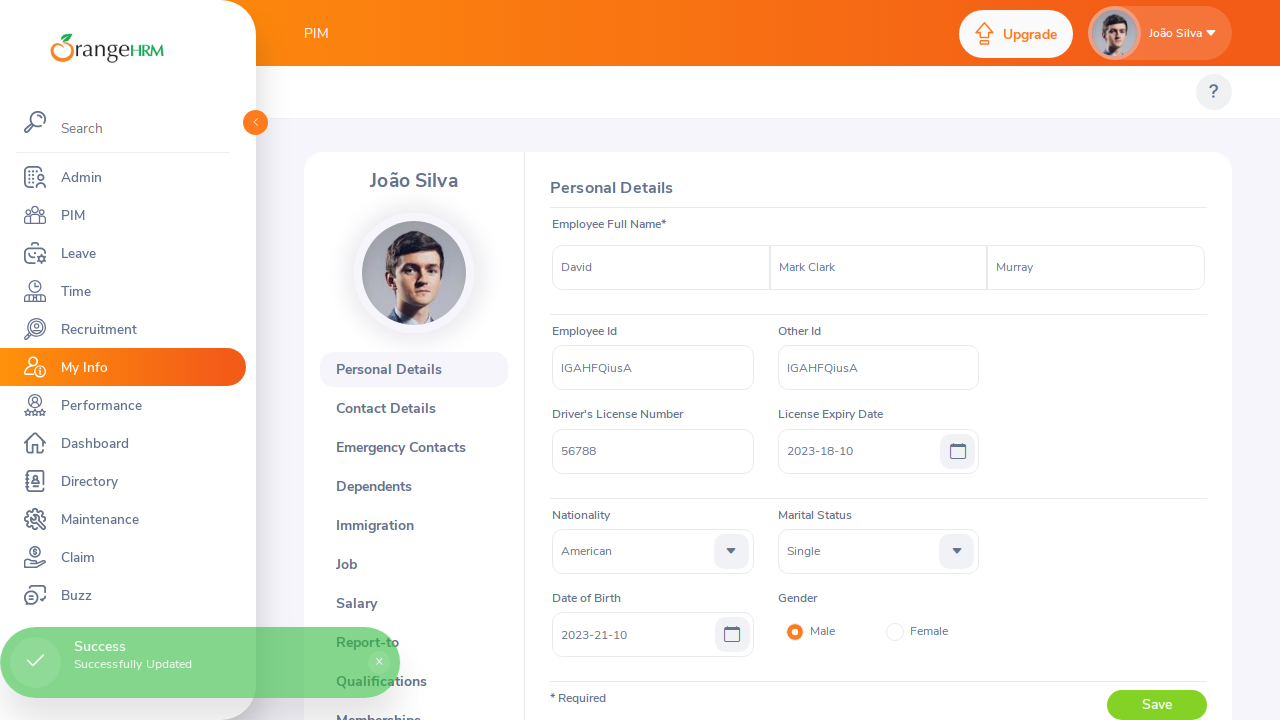 PIM
Upgrade
João Silva
OrangeHRM
?
Search
Admin
PIM
Leave
Time
Recruitment
My Info
Performance
Dashboard
Directory
Maintenance
Claim
Buzz
Success
Successfully Updated
×
João Silva
Personal Details
Contact Details
Emergency Contacts
Dependents
Immigration
Job
Salary
Report-to
Qualifications
Memberships
Personal Details
Employee Full Name*
David Mark Clark Murray
Employee Id Other Id
IGAHFQiusA IGAHFQiusA
Driver's License Number License Expiry Date
56788 2023-18-10
Nationality Marital Status
American Single
Date of Birth Gender
2023-21-10 Male Female
* Required Save